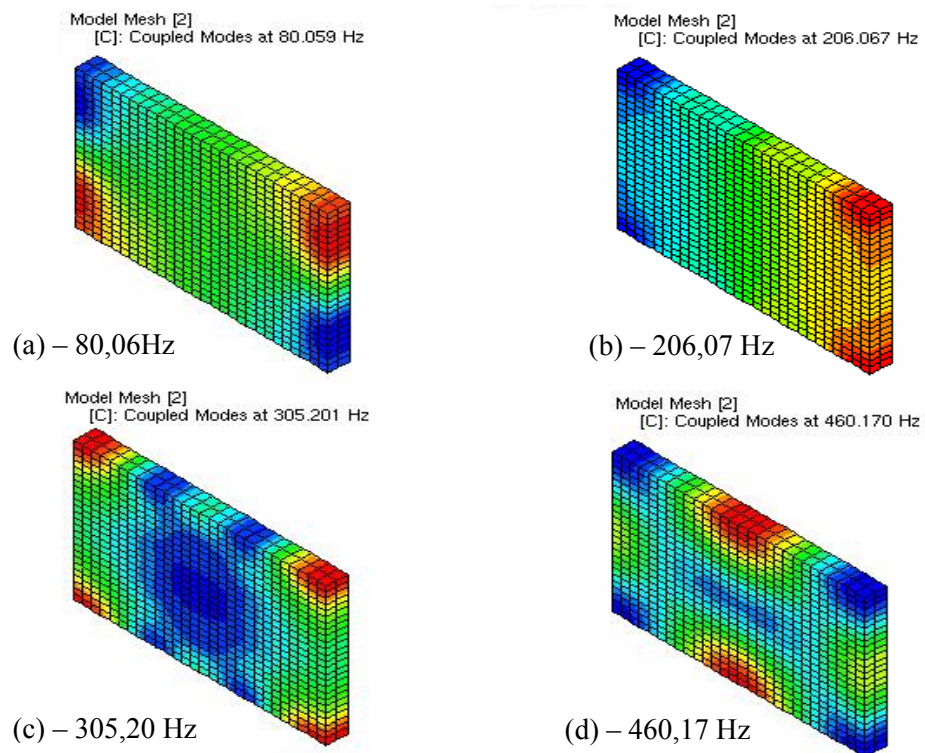 Model Mesh [2]
[C]: Coupled Modes at 80.059 Hz
(a) – 80,06Hz
Model Mesh [2]
[C]: Coupled Modes at 206.067 Hz
(b) – 206,07 Hz
Model Mesh [2]
[C]: Coupled Modes at 305.201 Hz
(c) – 305,20 Hz
Model Mesh [2]
[C]: Coupled Modes at 460.170 Hz
(d) – 460,17 Hz